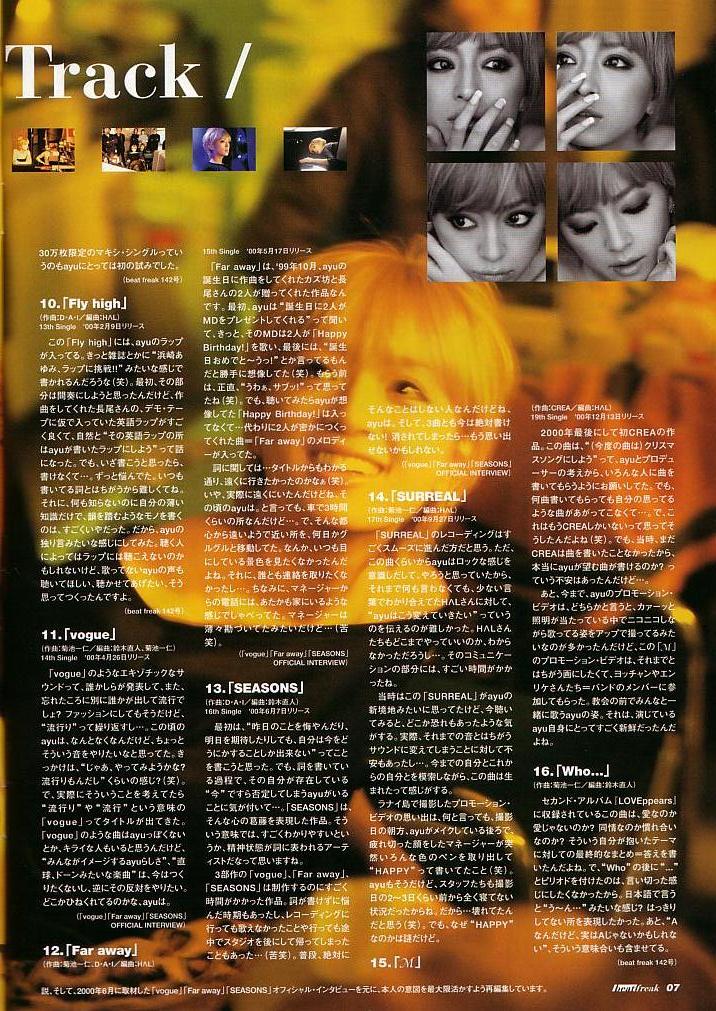 Track /
30万枚限定のマキシ・シングルってい
うのもayuにとっては初の試みでした。
(beat freak 142号)
10.「Fly high」
(作曲:D・A・I／編曲:HΛL)
13th Single '00年2月9日リリース
この「Fly high」には、ayuのラップ
が入ってる。きっと雑誌とかに"浜崎あ
ゆみ、ラップに挑戦!!"みたいな感じで
書かれるんだろうな(笑)。最初、その部
分は間奏にしようと思ったんだけど、作
曲をしてくれた長尾さんの、デモ・テー
プに仮で入っていた英語ラップがすご
く良くて、自然と"その英語ラップの所
はayuが書いたラップにしよう"って話
になった。でも、いざ書こうと思ったら、
書けなくて…。ずっと悩んでた。いつも
書いてる詞とはちがうから難しくてね。
それに、何も知らないのに自分の薄い
知識だけで、韻を踏むようなモノを書く
のは、すごくいやだった。だから、ayuの
独り言みたいな感じにしてみた。聴く人
によってはラップには聴こえないのか
もしれないけど、歌ってないayuの声も
聴いてほしい、聴かせてあげたい、そう
思ってつくったんですよ。
(beat freak 142号)
11.「vogue」
(作曲:菊池一仁／編曲:鈴木直人、菊池一仁)
14th Single '00年4月26日リリース
「vogue」のようなエキゾチックなサ
ウンドって、誰かしらが発表して、また、
忘れたころに別に誰かが出して流行で
しょ? ファッションにしてもそうだけど、
"流行り"って繰り返すし…。この頃の
ayuは、なんとなくなんだけど、ちょっと
そういう音をやりたいなと思ってた。き
っかけは、"じゃあ、やってみようかな?
流行りもんだし"くらいの感じ?(笑)。
で、実際にそういうことを考えてたら
"流行り"や"流行"という意味の
「vogue」ってタイトルが出てきた。
「vogue」のような曲はayuっぽくない
とか、キライな人もいると思うんだけど、
"みんながイメージするayuらしさ"、"直
球、ドーンみたいな楽曲"は、今はつく
りたくないし、逆にその反対をやりたい。
どこかひねくれてるのかな、ayuは。
(「vogue」「Far away」「SEASONS」
OFFICIAL INTERVIEW)
12.「Far away」
(作曲:菊池一仁、D・A・I／編曲:HΛL)
15th Single '00年5月17日リリース
「Far away」は、'99年10月、ayuの
誕生日に作曲をしてくれたカズ坊と長
尾さんの2人が贈ってくれた作品なん
です。最初、ayuは"誕生日に2人が
MDをプレゼントしてくれる"って聞い
て、きっと、そのMDは2人が「Happy
Birthday!」を歌い、最後には、"誕生
日おめでと～うっ!"とか言ってるもん
だと勝手に想像してた(笑)。もらう前
は、正直、"うわぁ、サブッ!"って思って
たね(笑)。でも、聴いてみたらayuが想
像してた「Happy Birthday!」は入っ
てなくて…代わりに2人が密かにつくっ
てくれた曲=「Far away」のメロディ
ーが入ってた。
詞に関しては…タイトルからもわかる
通り、遠くに行きたかったのかなぁ(笑)。
いや、実際に遠くにいたんだけどね、そ
の頃のayuは。と言っても、車で3時間
くらいの所なんだけど…。で、そんな都
心から遠いようで近い所を、何日かグ
ルグルと移動してた。なんか、いつも目
にしている景色を見たくなかったんだ
よね。それに、誰とも連絡を取りたくな
かったし…。ちなみに、マネージャーか
らの電話には、あたかも家にいるような
感じでしゃべってた。マネージャーは
薄々勘づいてたみたいだけど…(苦
笑)。
(「vogue」「Far away」「SEASONS」
OFFICIAL INTERVIEW)
13.「SEASONS」
(作曲:D・A・I／編曲:鈴木直人)
16th Single '00年6月7日リリース
最初は、"昨日のことを悔やんだり、
明日を期待したりしても、自分は今をど
うにかすることしか出来ない"ってこと
を書こうと思った。でも、詞を書いてい
る過程で、その自分が存在している
"今"ですら否定してしまうayuがいる
ことに気が付いて…。「SEASONS」は、
そんな心の葛藤を表現した作品。そう
いう意味では、すごくわかりやすいとい
うか、精神状態が詞に表われるアーテ
ィストだなって思いますね。
3部作の「vogue」、「Far away」、
「SEASONS」は制作するのにすごく
時間がかかった作品。詞が書けずに悩
んだ時期もあったし、レコーディングに
行っても歌えなかったことや行っても途
中でスタジオを後にして帰ってしまった
こともあった…(苦笑)。普段、絶対に
そんなことはしない人なんだけどね、
ayuは。そして、3曲とも今は絶対書け
ない! 消されてしまったら…もう思い出
せないかもしれない。
(「vogue」「Far away」「SEASONS」
OFFICIAL INTERVIEW)
14.「SURREAL」
(作曲:菊池一仁／編曲:HΛL)
17th Single '00年9月27日リリース
「SURREAL」のレコーディングはす
ごくスムーズに進んだ方だと思う。ただ、
この曲くらいからayuはロックな感じを
意識しだして、やろうと思っていたから、
それまで何も言わなくても、少ない言
葉でわかり合えてたHΛLさんに対して、
"ayuはこう変えていきたい"っていう
のを伝えるのが難しかった。HΛLさん
たちもどこまでやっていいのか、わから
なかっただろうし…。そのコミュニケー
ションの部分には、すごい時間がかか
ったね。
当時はこの「SURREAL」がayuの
新境地みたいに思ってたけど、今聴い
てみると、どこか恐れもあったような気
がする。実際、それまでの音とはちがう
サウンドに変えてしまうことに対して不
安もあったし…。今までの自分とこれか
らの自分とを模索しながら、この曲は生
まれたって感じがする。
ラナイ島で撮影したプロモーション・
ビデオの思い出は、何と言っても、撮影
日の朝方、ayuがメイクしている後ろで、
疲れ切った顔をしたマネージャーが突
然いろんな色のペンを取り出して
"HAPPY"って書いてたこと(笑)。
ayuもそうだけど、スタッフたちも撮影
日の2～3日くらい前から全く寝てない
状況だったからね。だから…壊れてたん
だと思う(笑)。でも、なぜ"HAPPY"
なのかは謎だけど。
15.「M」
(作曲:CREA／編曲:HΛL)
19th Single '00年12月13日リリース
2000年最後にして初CREAの作
品。この曲は、"(今度の曲は)クリスマ
スソングにしよう"って、ayuとプロデュ
ーサーの考えから、いろんな人に曲を
書いてもらうようにお願いしてた。でも、
何曲書いてもらっても自分の思ってる
ような曲があがってこなくて…。で、こ
れはもうCREAしかいないって思ってそ
うしたんだよね(笑)。でも、当時、まだ
CREAは曲を書いたことなかったから、
本当にayuが望む曲が書けるのか? っ
ていう不安はあったんだけど…。
あと、今まで、ayuのプロモーション・
ビデオは、どちらかと言うと、カァーッと
照明が当たっている中でニコニコしな
がら歌ってる姿をアップで撮ってるみた
いなのが多かったんだけど、この「M」
のプロモーション・ビデオは、それまでと
はちがう画にしたくて、ヨッチャンやエン
リケさんたち=バンドのメンバーに参
加してもらった。教会の前でみんなと一
緒に歌うayuの姿。それは、演じている
ayu自身にとってすごく新鮮だったんだ
よね。
16.「Who...」
(作曲:菊池一仁／編曲:鈴木直人)
セカンド・アルバム『LOVEppears』
に収録されているこの曲は、愛なのか
愛じゃないのか? 同情なのか慣れ合い
なのか? そういう自分が抱いたテーマ
に対しての最終的なまとめ=答えを書
いたんだよね。で、"Who"の後に"..."
とピリオドを付けたのは、言い切った感
じにしたくなかったから。日本語で言う
と"う～ん…"みたいな感じ? はっきり
してない所を表現したかった。あと、"A
なんだけど、実はAじゃないかもしれな
い"、そういう意味合いも含ませてる。
(beat freak 142号)
説、そして、2000年6月に取材した「vogue」「Far away」「SEASONS」オフィシャル・インタビューを元に、本人の意図を最大限活かすよう再編集しています。
freak 07